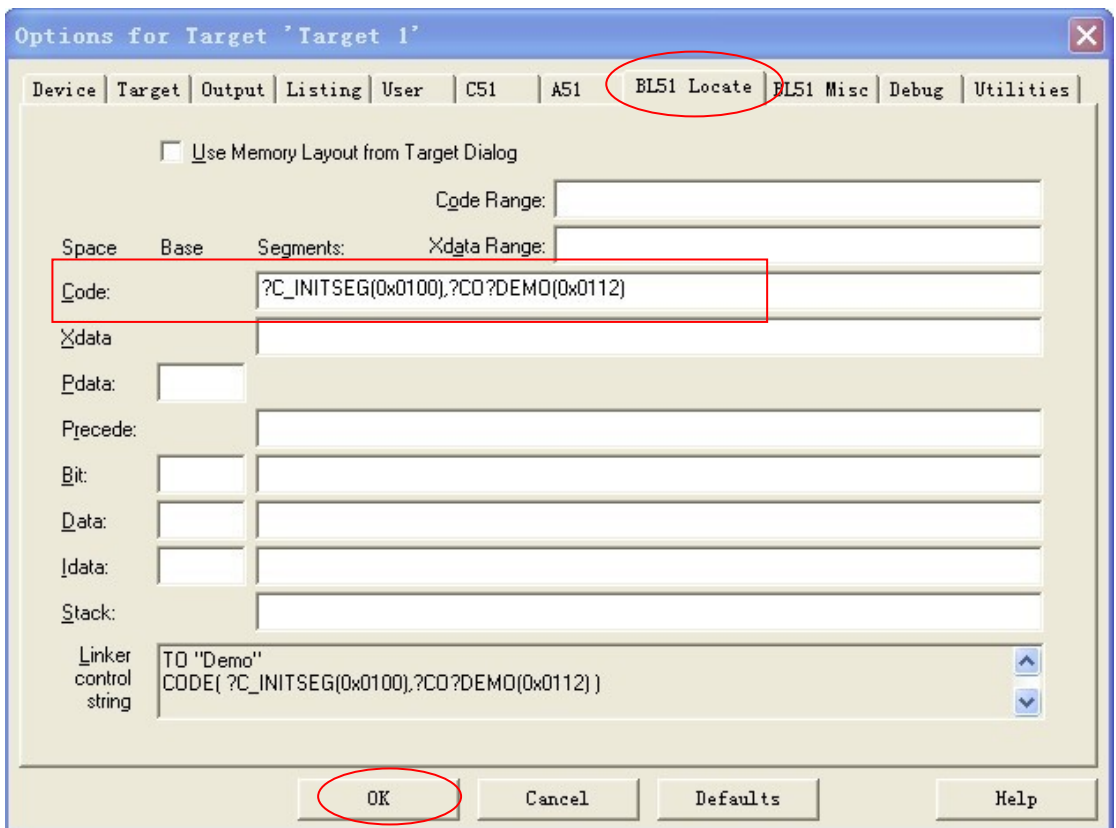 Options for Target 'Target 1'
Device Target Output Listing User C51 A51 BL51 Locate BL51 Misc Debug Utilities
Use Memory Layout from Target Dialog
Code Range:
Space Base Segments: Xdata Range:
Code: ?C_INITSEG(0x0100),?CO?DEMO(0x0112)
Xdata
Pdata:
Precede:
Bit:
Data:
Idata:
Stack:
Linker
control
string
TO "Demo"
CODE( ?C_INITSEG(0x0100),?CO?DEMO(0x0112) )
OK Cancel Defaults Help